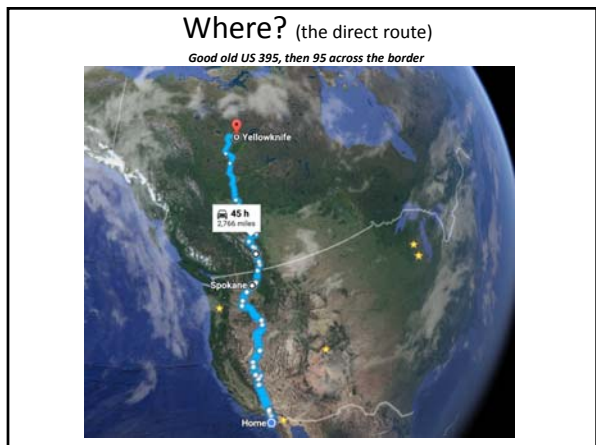 Where? (the direct route)
Good old US 395, then 95 across the border
Yellowknife
45 h
2,766 miles
Spokane
Home